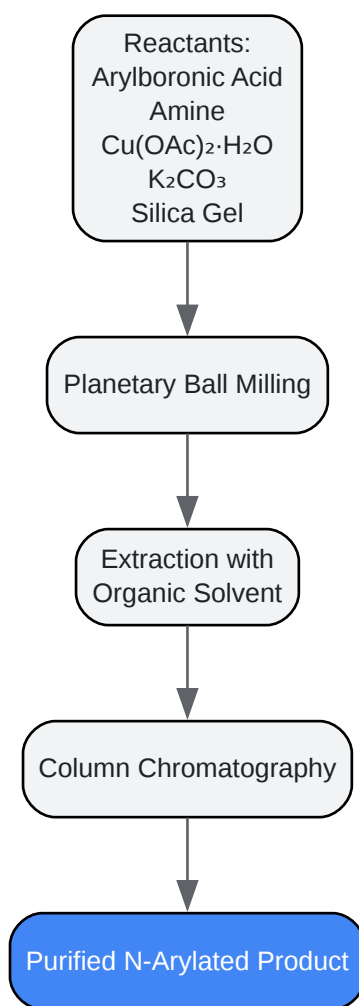 Reactants:
Arylboronic Acid
Amine
Cu(OAc)₂·H₂O
K₂CO₃
Silica Gel
Planetary Ball Milling
Extraction with
Organic Solvent
Column Chromatography
Purified N-Arylated Product